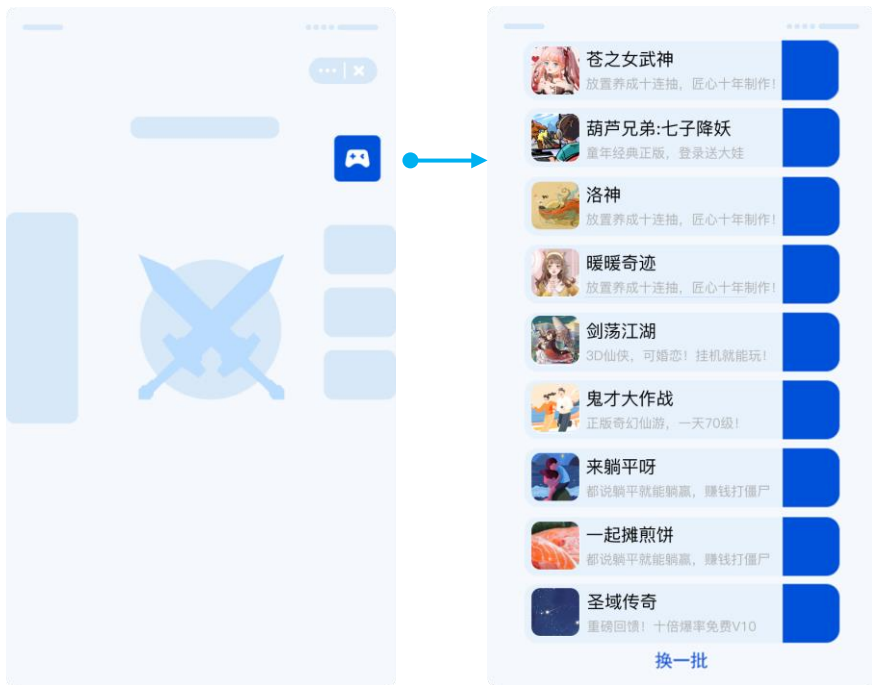 苍之女武神
放置养成十连抽，匠心十年制作！
葫芦兄弟:七子降妖
童年经典正版，登录送大娃
洛神
放置养成十连抽，匠心十年制作！
暖暖奇迹
放置养成十连抽，匠心十年制作！
剑荡江湖
3D仙侠，可婚恋！挂机就能玩！
鬼才大作战
正版奇幻仙游，一天70级！
来躺平呀
都说躺平就能躺赢，赚钱打僵尸
一起摊煎饼
都说躺平就能躺赢，赚钱打僵尸
圣域传奇
重磅回馈！十倍爆率免费V10
换一批